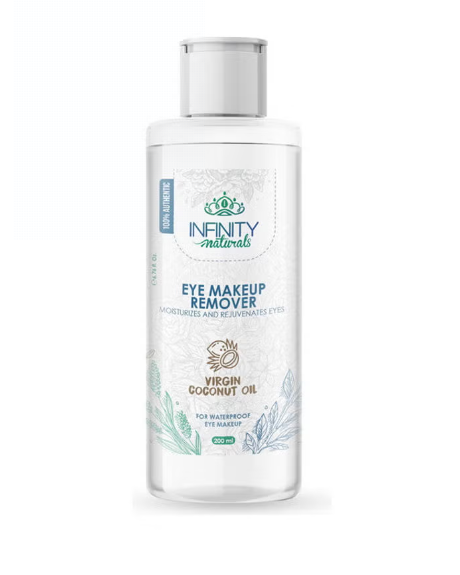 100% AUTHENTIC
INFINITY
naturals
EYE MAKEUP
REMOVER
MOISTURIZES AND REJUVENATES EYES
VIRGIN
COCONUT OIL
FOR WATERPROOF
EYE MAKEUP
200 ml